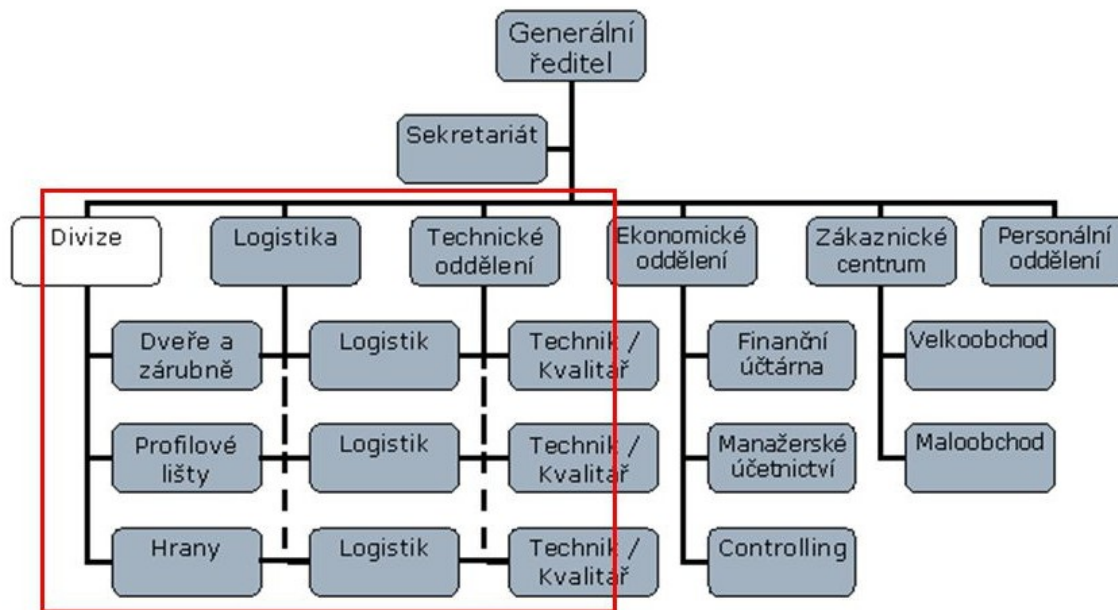 Generální
ředitel
Sekretariát
Divize
Logistika
Technické
oddělení
Ekonomické
oddělení
Zákaznické
centrum
Personální
oddělení
Dveře a
zárubně
Logistik
Technik /
Kvalitář
Finanční
účtárna
Velkoobchod
Profilové
lišty
Logistik
Technik /
Kvalitář
Manažerské
účetnictví
Maloobchod
Hrany
Logistik
Technik /
Kvalitář
Controlling